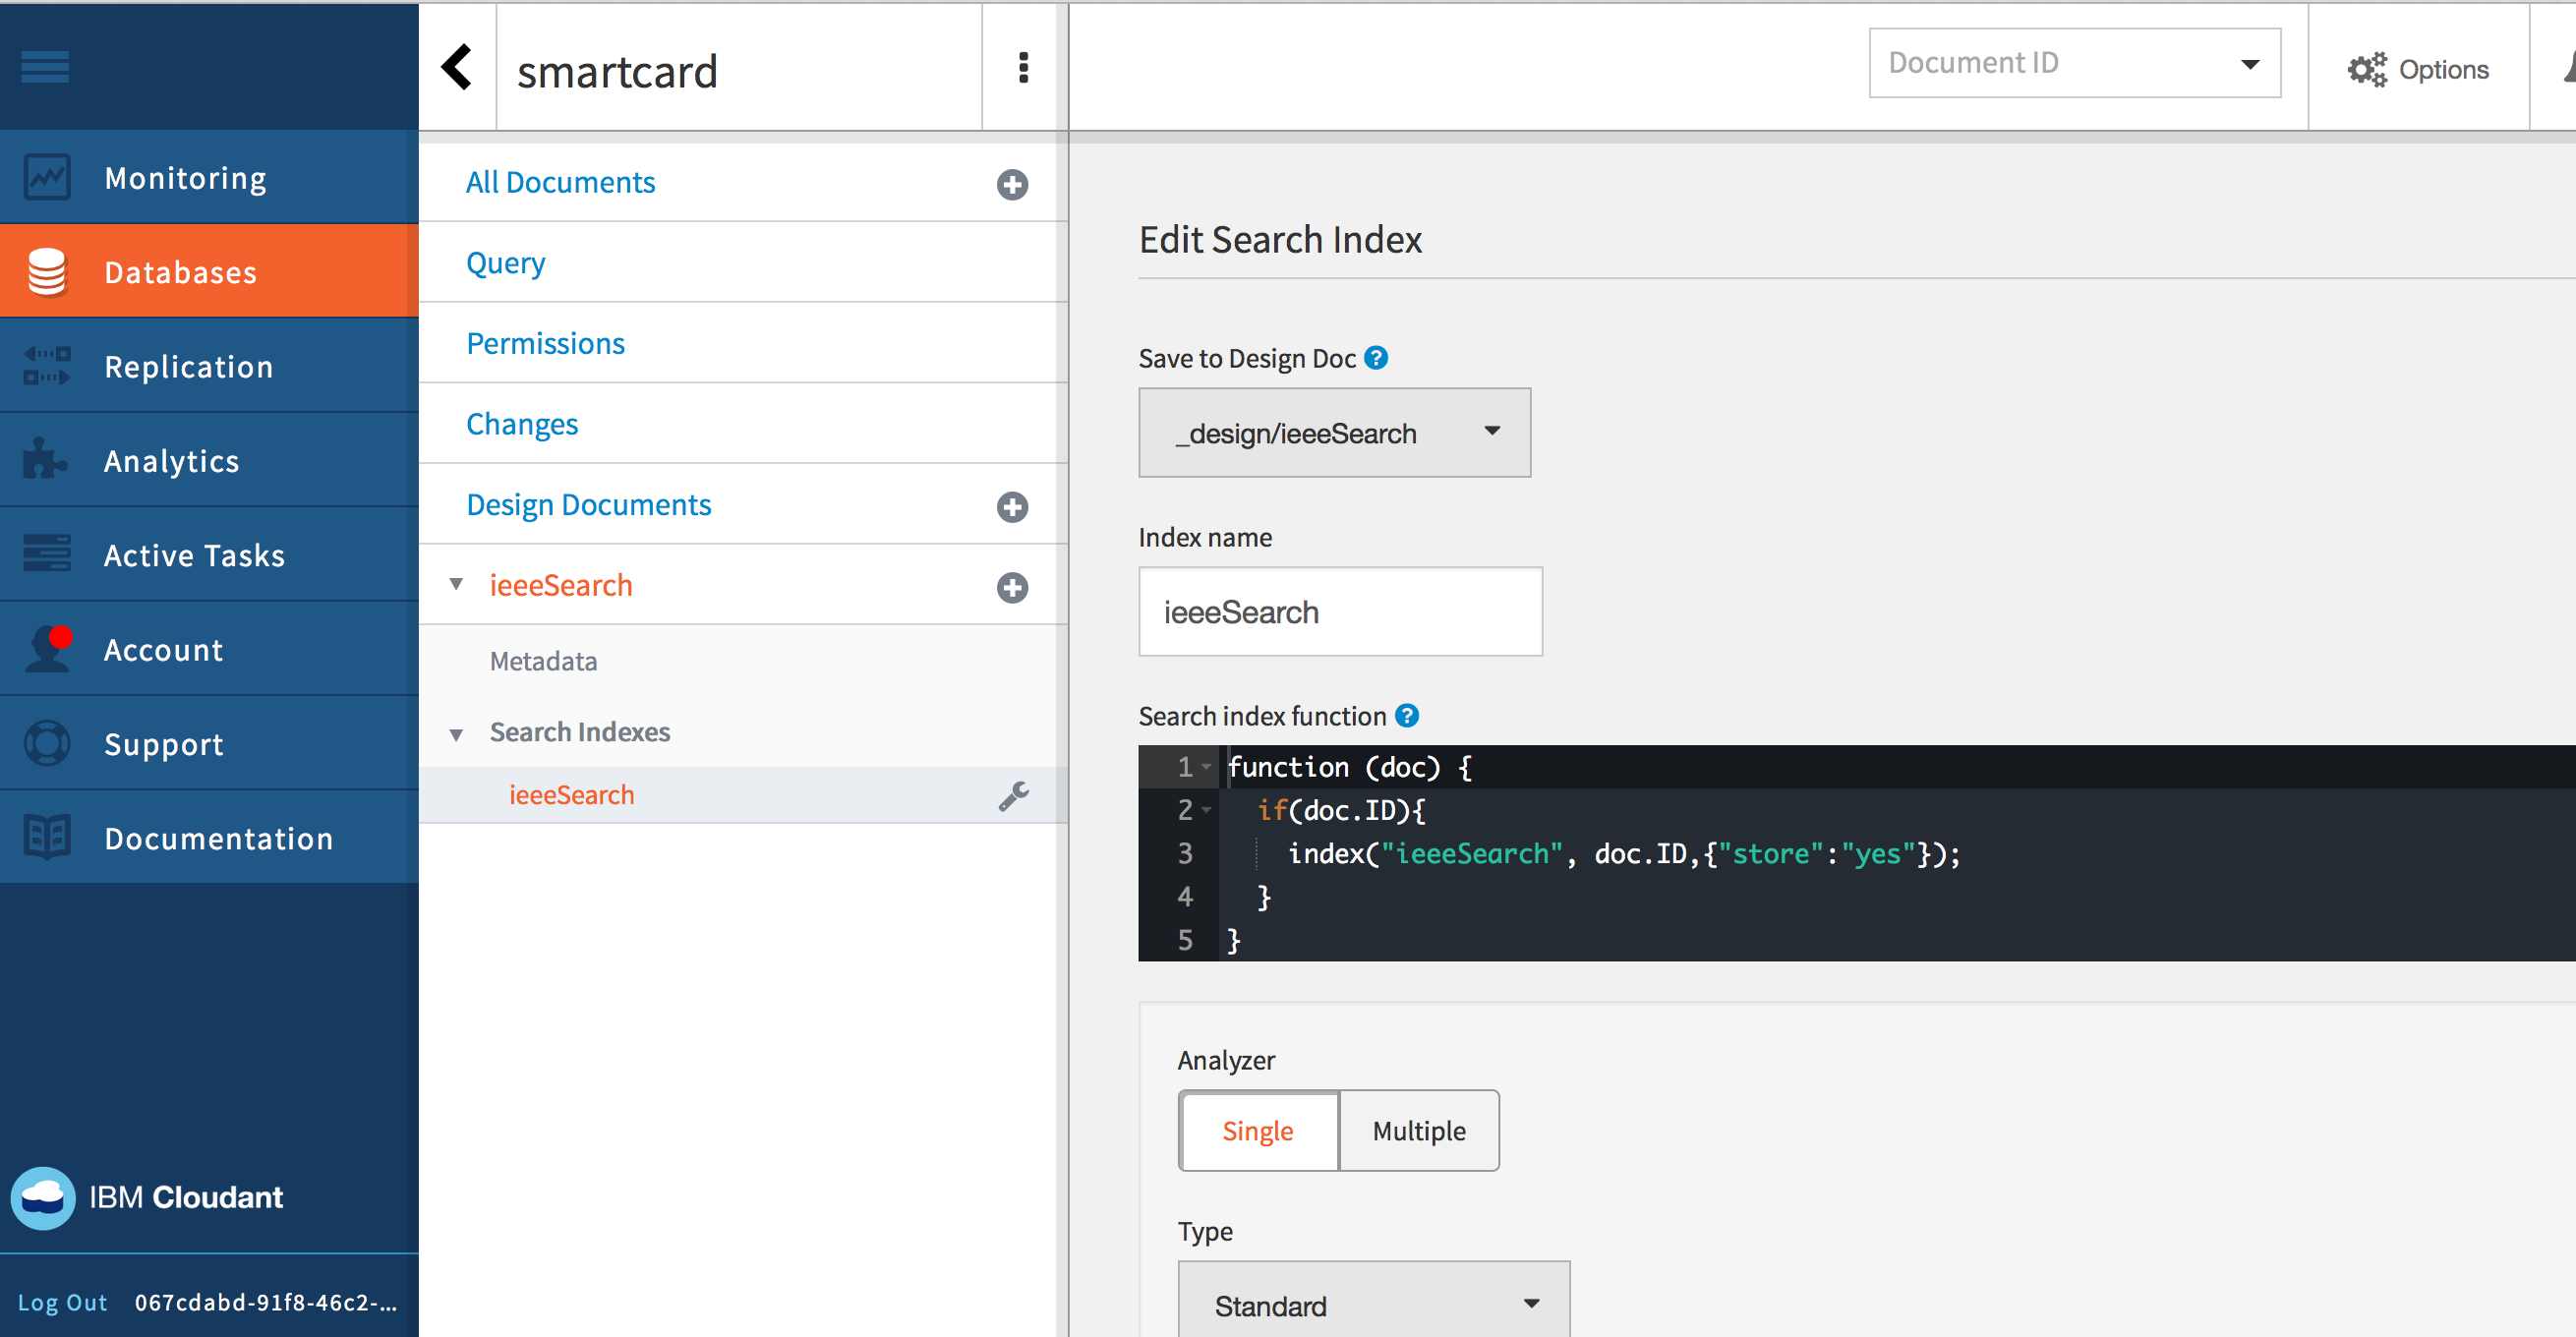 smartcard
Document ID
Options
Monitoring
Databases
Replication
Analytics
Active Tasks
Account
Support
Documentation
IBM Cloudant
Log Out 067cdabd-91f8-46c2-...
All Documents
Query
Permissions
Changes
Design Documents
ieeeSearch
Metadata
Search Indexes
ieeeSearch
Edit Search Index
Save to Design Doc ?
_design/ieeeSearch
Index name
ieeeSearch
Search index function ?
1 function (doc) {
2 if(doc.ID){
3 index("ieeeSearch", doc.ID,{"store":"yes"});
4 }
5 }
Analyzer
Single Multiple
Type
Standard